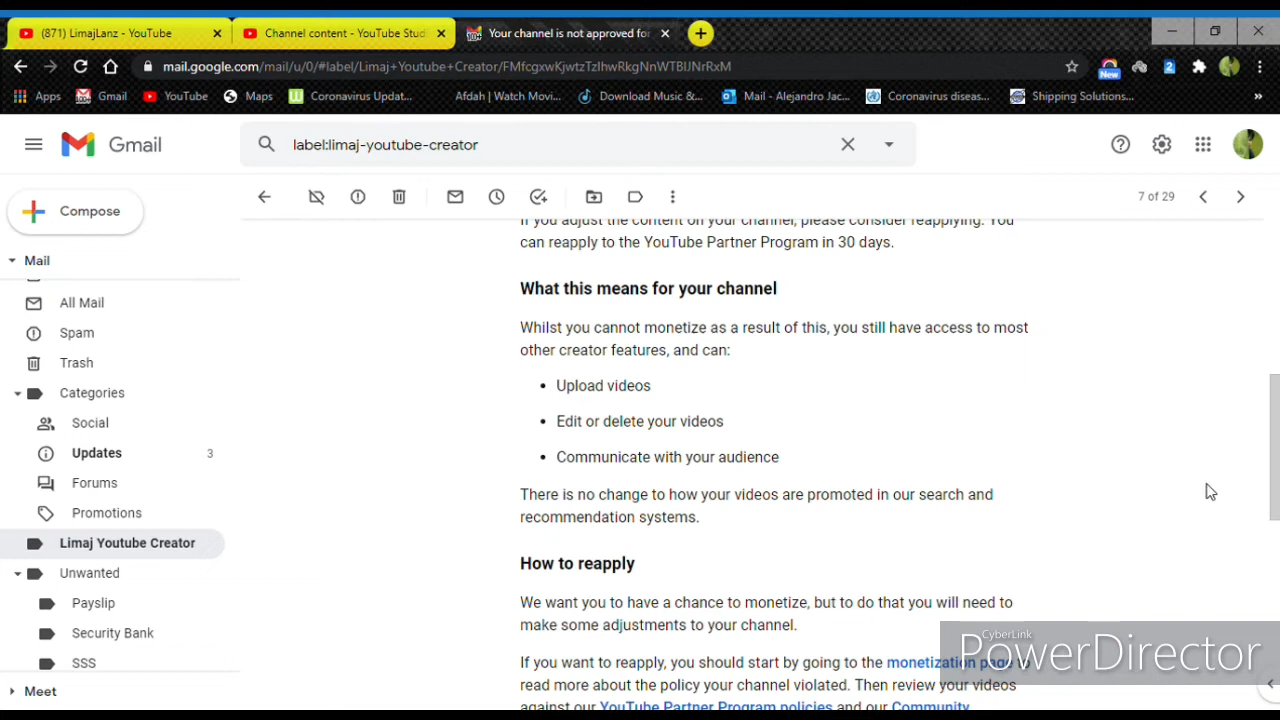 (871) LimajLanz - YouTube
Channel content - YouTube Stud
Your channel is not approved for
mail.google.com/mail/u/0/#label/Limaj+Youtube+Creator/FMfcgxwKjwtzTzlhwRkgNnWTBlJNrRxM
New
2
Apps
Gmail
YouTube
Maps
Coronavirus Updat...
Afdah | Watch Movi...
Download Music &...
Mail - Alejandro Jac...
Coronavirus diseas...
Shipping Solutions...
»
Gmail
label:limaj-youtube-creator
Compose
7 of 29
Mail
All Mail
Spam
Trash
Categories
Social
Updates 3
Forums
Promotions
Limaj Youtube Creator
Unwanted
Payslip
Security Bank
SSS
Meet
If you adjust the content on your channel, please consider reapplying. You
can reapply to the YouTube Partner Program in 30 days.
What this means for your channel
Whilst you cannot monetize as a result of this, you still have access to most
other creator features, and can:
• Upload videos
• Edit or delete your videos
• Communicate with your audience
There is no change to how your videos are promoted in our search and
recommendation systems.
How to reapply
We want you to have a chance to monetize, but to do that you will need to
make some adjustments to your channel.
If you want to reapply, you should start by going to the monetization page to
read more about the policy your channel violated. Then review your videos
against our YouTube Partner Program policies and our Community
CyberLink
PowerDirector